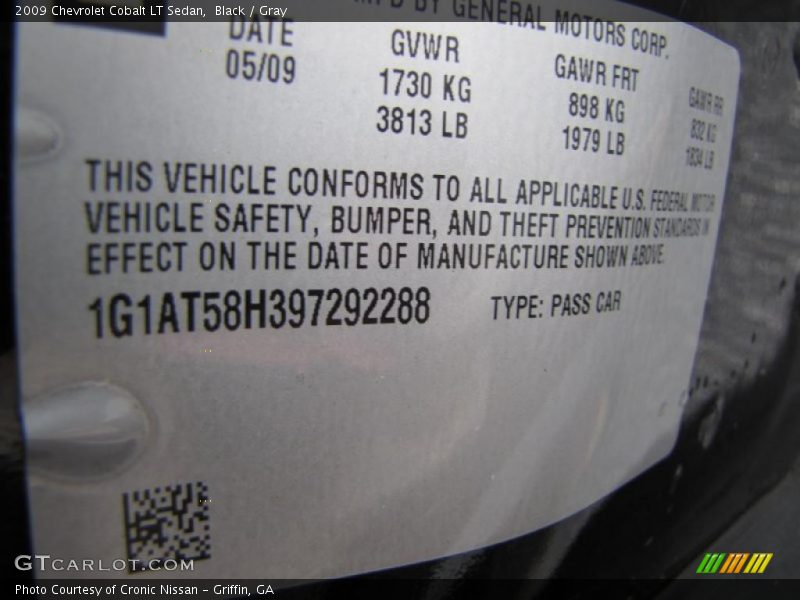 2009 Chevrolet Cobalt LT Sedan, Black / Gray
MF'D BY GENERAL MOTORS CORP.
DATE GVWR GAWR FRT GAWR RR
05/09 1730 KG 898 KG 832 KG
3813 LB 1979 LB 1834 LB
THIS VEHICLE CONFORMS TO ALL APPLICABLE U.S. FEDERAL MOTOR
VEHICLE SAFETY, BUMPER, AND THEFT PREVENTION STANDARDS IN
EFFECT ON THE DATE OF MANUFACTURE SHOWN ABOVE.
1G1AT58H397292288 TYPE: PASS CAR
GTCARLOT.COM
Photo Courtesy of Cronic Nissan - Griffin, GA